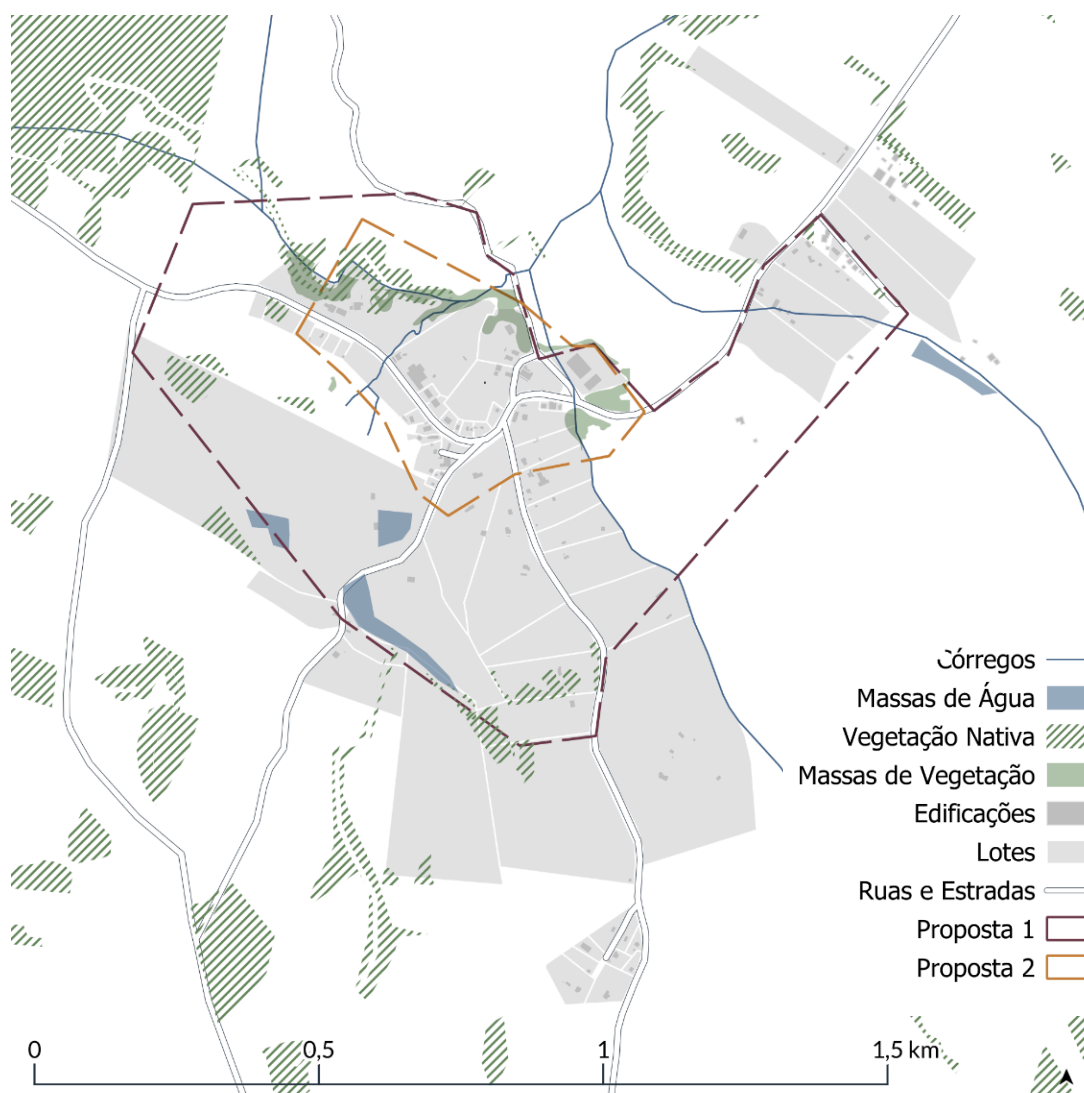 Córregos
Massas de Água
Vegetação Nativa
Massas de Vegetação
Edificações
Lotes
Ruas e Estradas
Proposta 1
Proposta 2
0 0,5 1 1,5 km